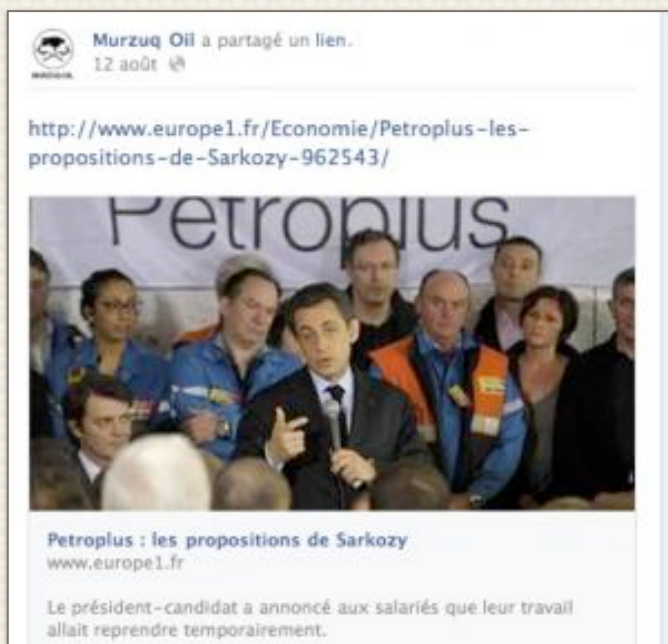 Murzuq Oil a partagé un lien.
12 août
http://www.europe1.fr/Economie/Petroplus-les-
propositions-de-Sarkozy-962543/
Petroplus
Petroplus : les propositions de Sarkozy
www.europe1.fr
Le président-candidat a annoncé aux salariés que leur travail
allait reprendre temporairement.